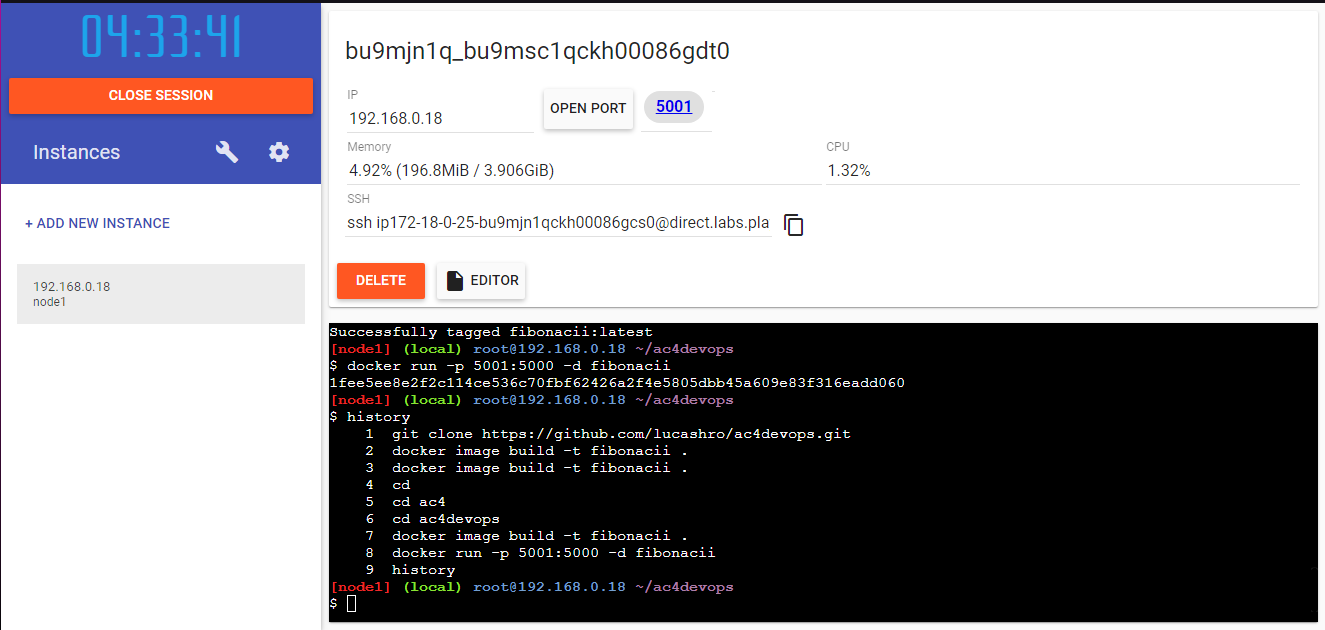 04:33:41
CLOSE SESSION
Instances
+ ADD NEW INSTANCE
192.168.0.18
node1
bu9mjn1q_bu9msc1qckh00086gdt0
IP
192.168.0.18
OPEN PORT
5001
Memory
4.92% (196.8MiB / 3.906GiB)
CPU
1.32%
SSH
ssh ip172-18-0-25-bu9mjn1qckh00086gcs0@direct.labs.pla
DELETE
EDITOR
Successfully tagged fibonacii:latest
[node1] (local) root@192.168.0.18 ~/ac4devops
$ docker run -p 5001:5000 -d fibonacii
1fee5ee8e2f2c114ce536c70fbf62426a2f4e5805dbb45a609e83f316eadd060
[node1] (local) root@192.168.0.18 ~/ac4devops
$ history
1 git clone https://github.com/lucashro/ac4devops.git
2 docker image build -t fibonacii .
3 docker image build -t fibonacii .
4 cd
5 cd ac4
6 cd ac4devops
7 docker image build -t fibonacii .
8 docker run -p 5001:5000 -d fibonacii
9 history
[node1] (local) root@192.168.0.18 ~/ac4devops
$